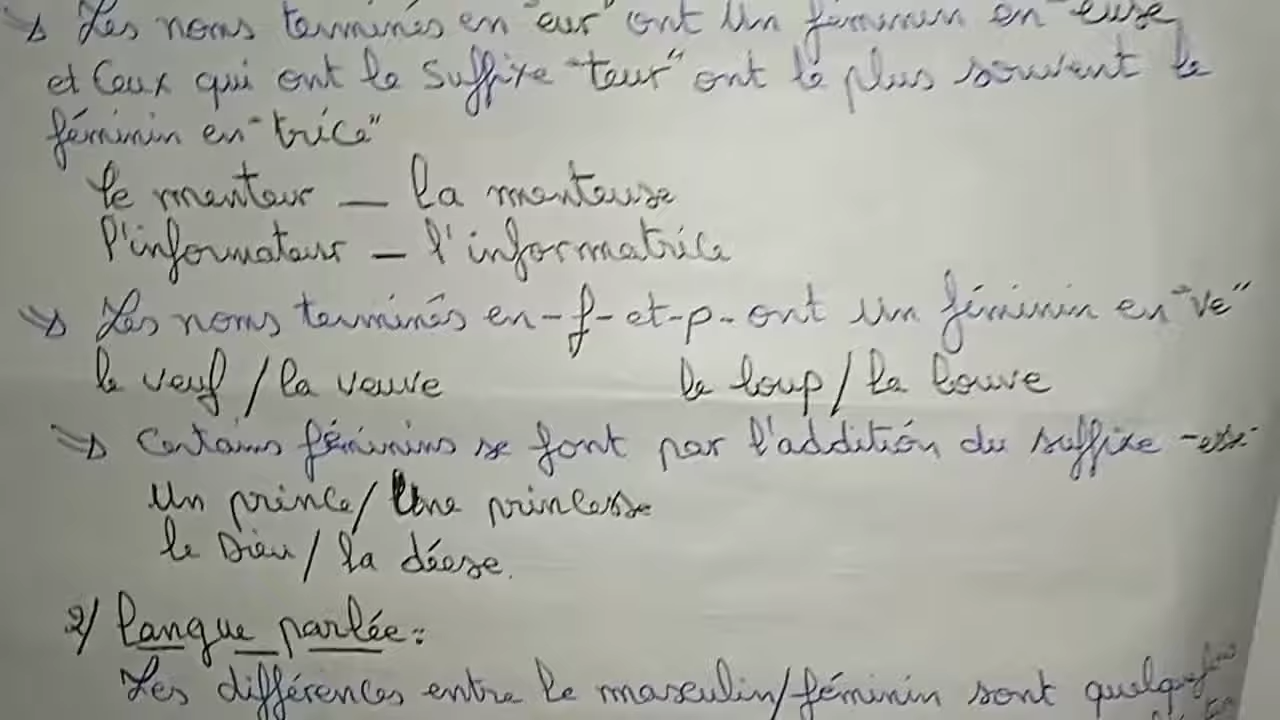 Les noms terminés en "eur" ont un féminin en "euse
et Ceux qui ont le suffixe "teur" ont le plus souvent le
féminin en "trice"
le menteur — la menteuse
l'informateur — l'informatrice
Les noms terminés en -f- et -p- ont un féminin en "ve"
le veuf / la veuve le loup / la louve
Certains féminins se font par l'addition du suffixe
Un prince / Une princesse
le Dieu / la déesse.
2/ Langue parlée :
Les différences entre le masculin/féminin sont